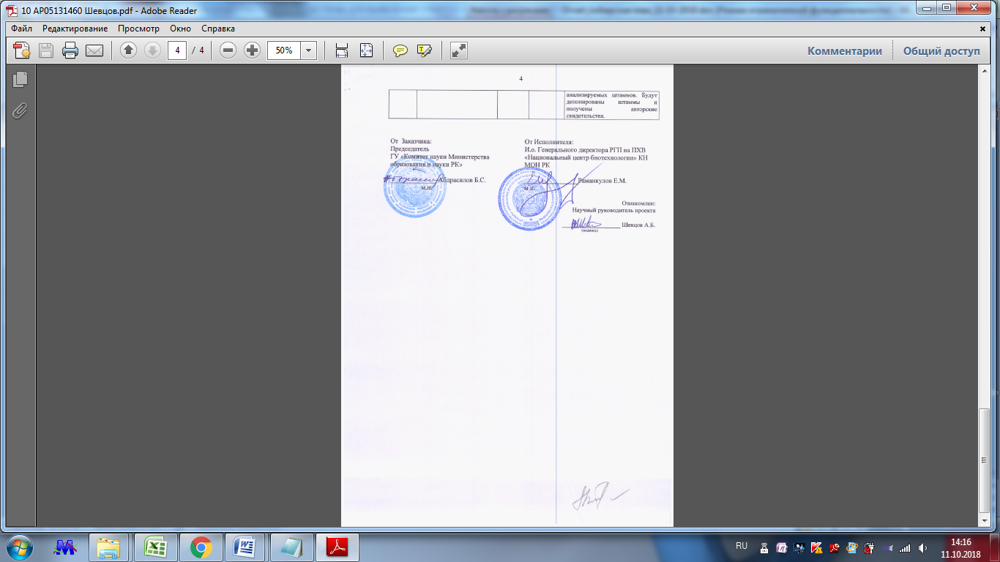 10 AP05131460 Шевцов.pdf - Adobe Reader
Файл Редактирование Просмотр Окно Справка
4 / 4 50% Комментарии Общий доступ
4
анализируемых штаммов. Будут
депонированы штаммы и
получены авторские
свидетельства.
От Заказчика:
Председатель
ГУ «Комитет науки Министерства
образования и науки РК»
Абдрасилов Б.С.
м.п.
От Исполнителя:
И.о. Генерального директора РГП на ПХВ
«Национальный центр биотехнологии» КН
МОН РК
Раманкулов Е.М.
м.п.
Ознакомлен:
Научный руководитель проекта
Шевцов А.Б.
(подпись)
RU
14:16
11.10.2018